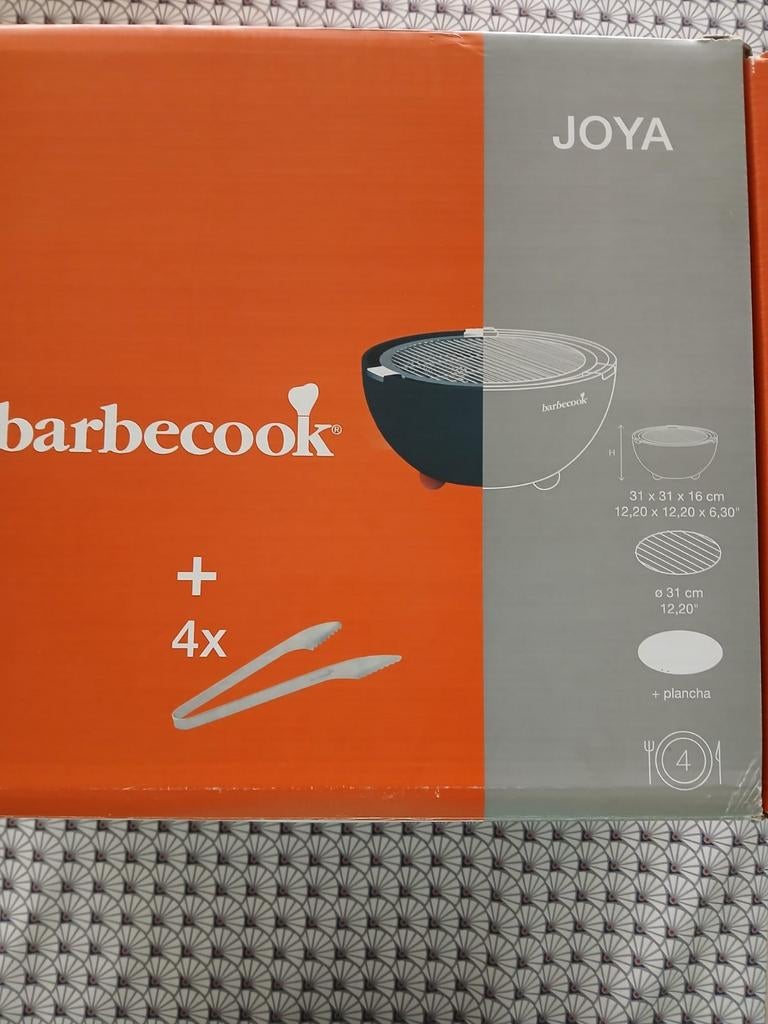 JOYA
barbecook®
barbecook
H
31 x 31 x 16 cm
12,20 x 12,20 x 6,30"
ø 31 cm
12,20"
+
4x
+ plancha
4